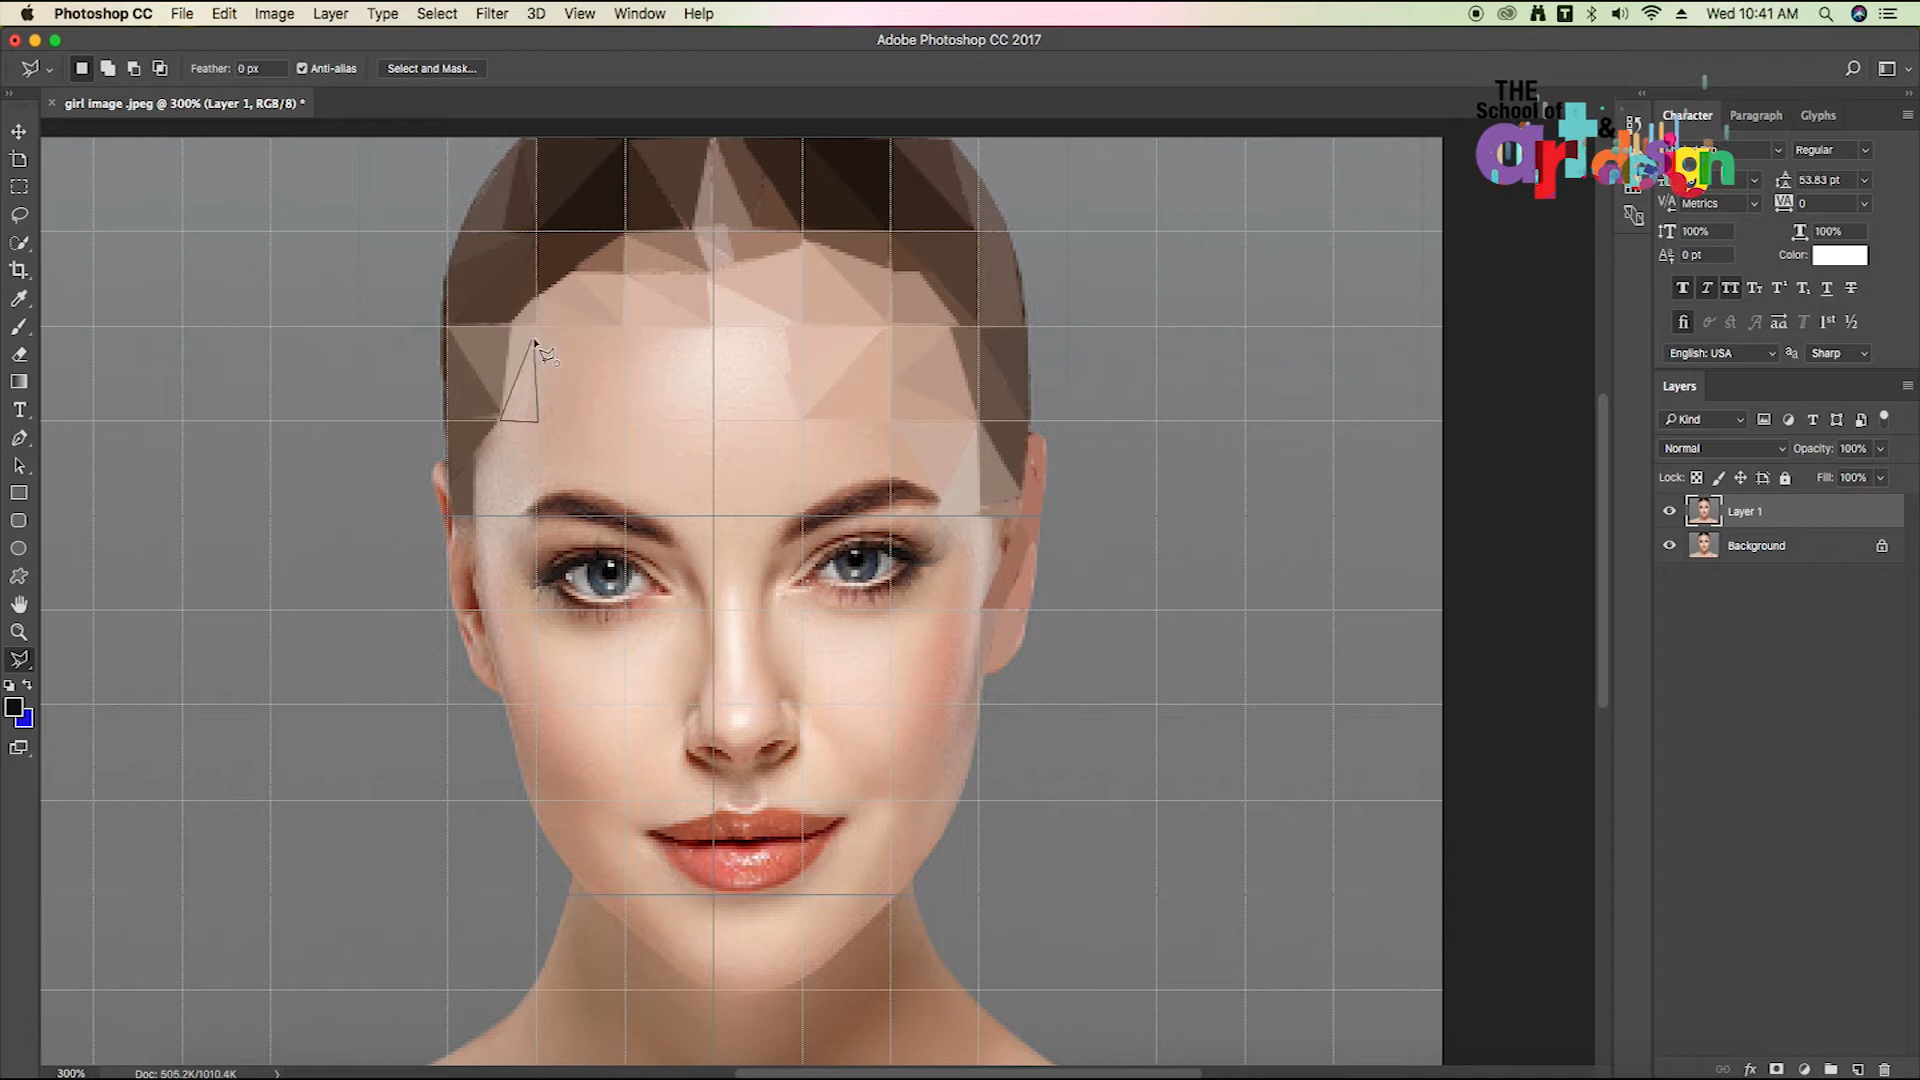 Photoshop CC File Edit Image Layer Type Select Filter 3D View Window Help Wed 10:41 AM
Adobe Photoshop CC 2017
Feather: 0 px Anti-alias Select and Mask...
girl image .jpeg @ 300% (Layer 1, RGB/8) *
THE
School of
art & design
Character Paragraph Glyphs
Regular
53.83 pt
Metrics 0
100% 100%
0 pt Color:
English: USA Sharp
Layers
Kind
Normal Opacity: 100%
Lock: Fill: 100%
Layer 1
Background
300% Doc: 505.2K/1010.4K